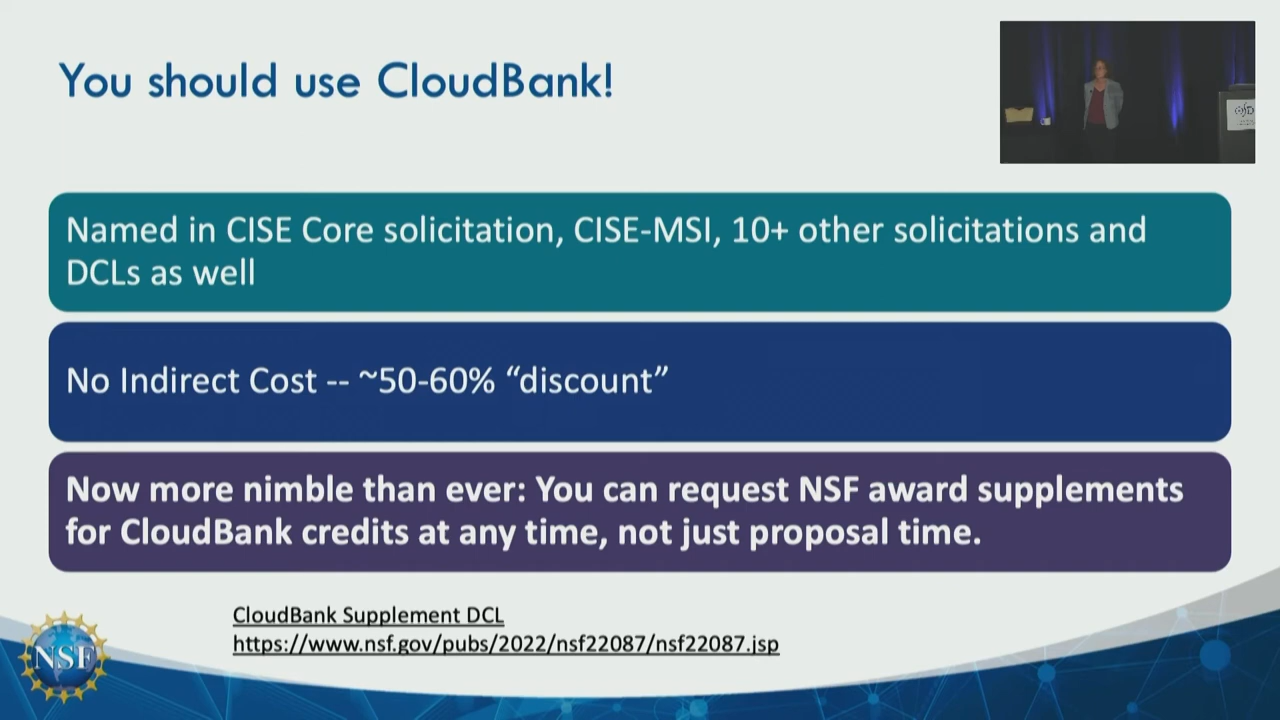 You should use CloudBank!
Named in CISE Core solicitation, CISE-MSI, 10+ other solicitations and
DCLs as well
No Indirect Cost -- ~50-60% “discount”
Now more nimble than ever: You can request NSF award supplements
for CloudBank credits at any time, not just proposal time.
CloudBank Supplement DCL
https://www.nsf.gov/pubs/2022/nsf22087/nsf22087.jsp
NSF